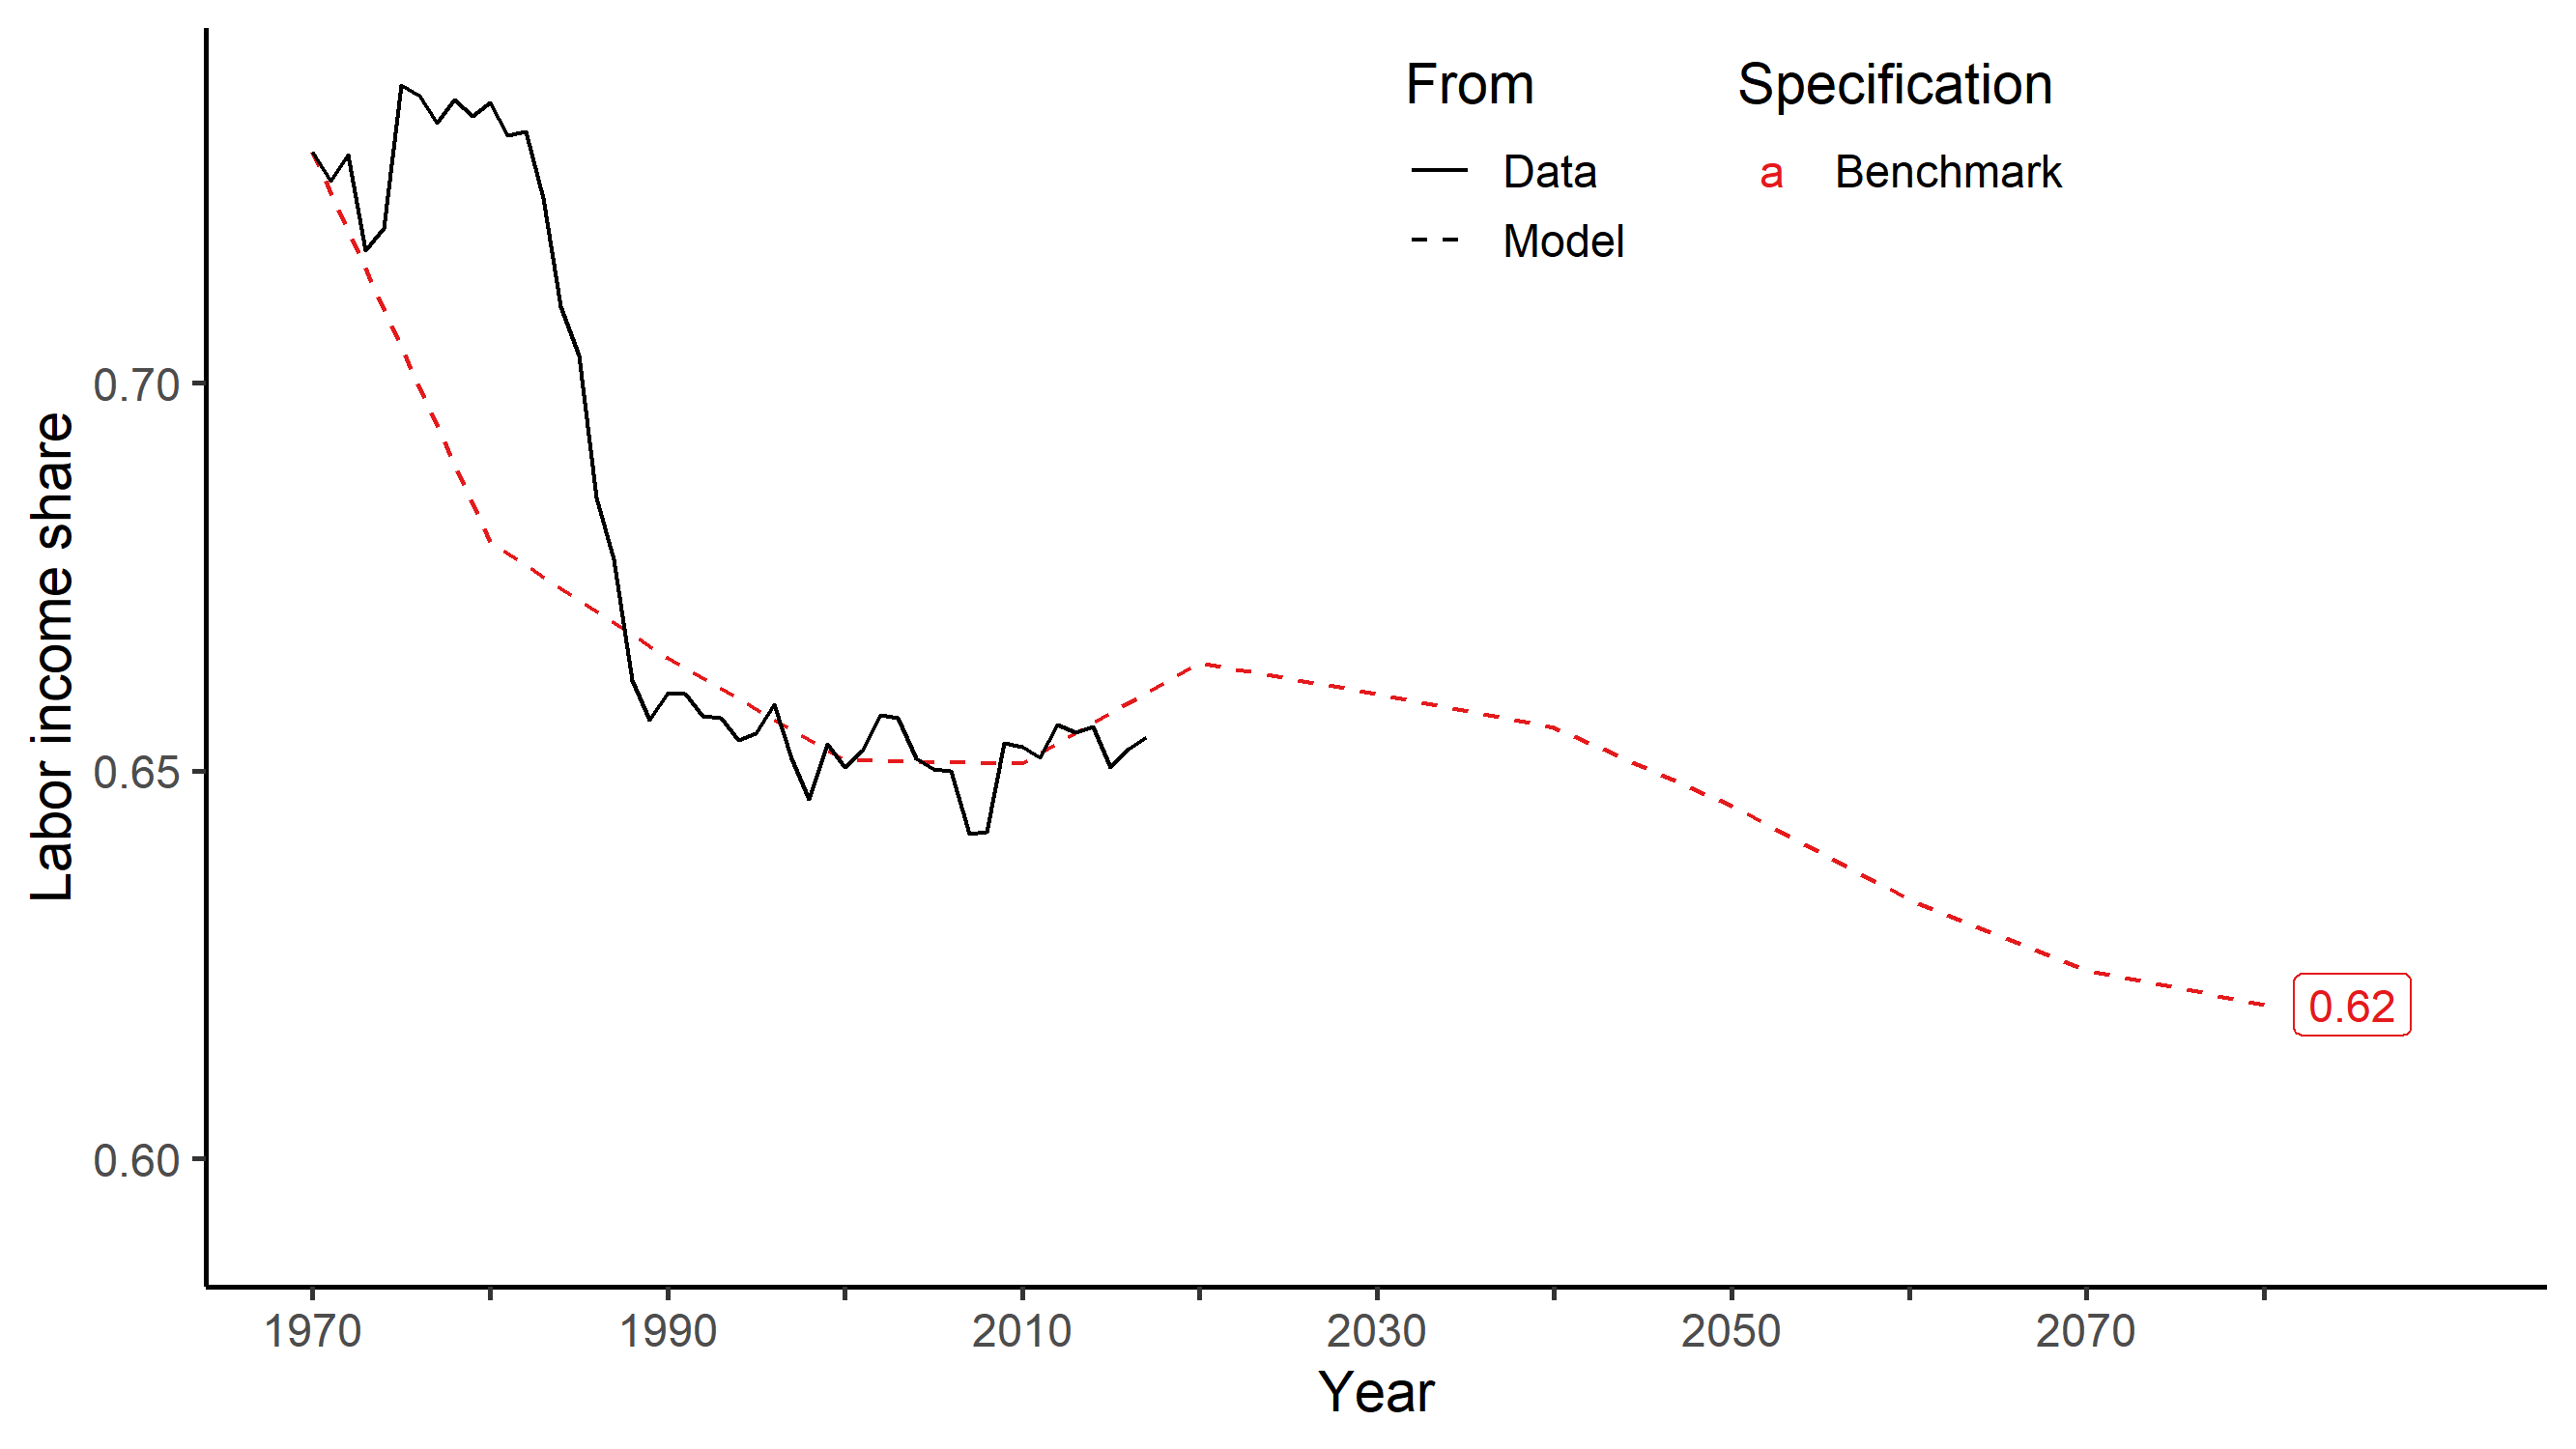 From
Specification
Data
a Benchmark
Model
0.70
0.65
0.60
Labor income share
0.62
1970 1990 2010 2030 2050 2070
Year